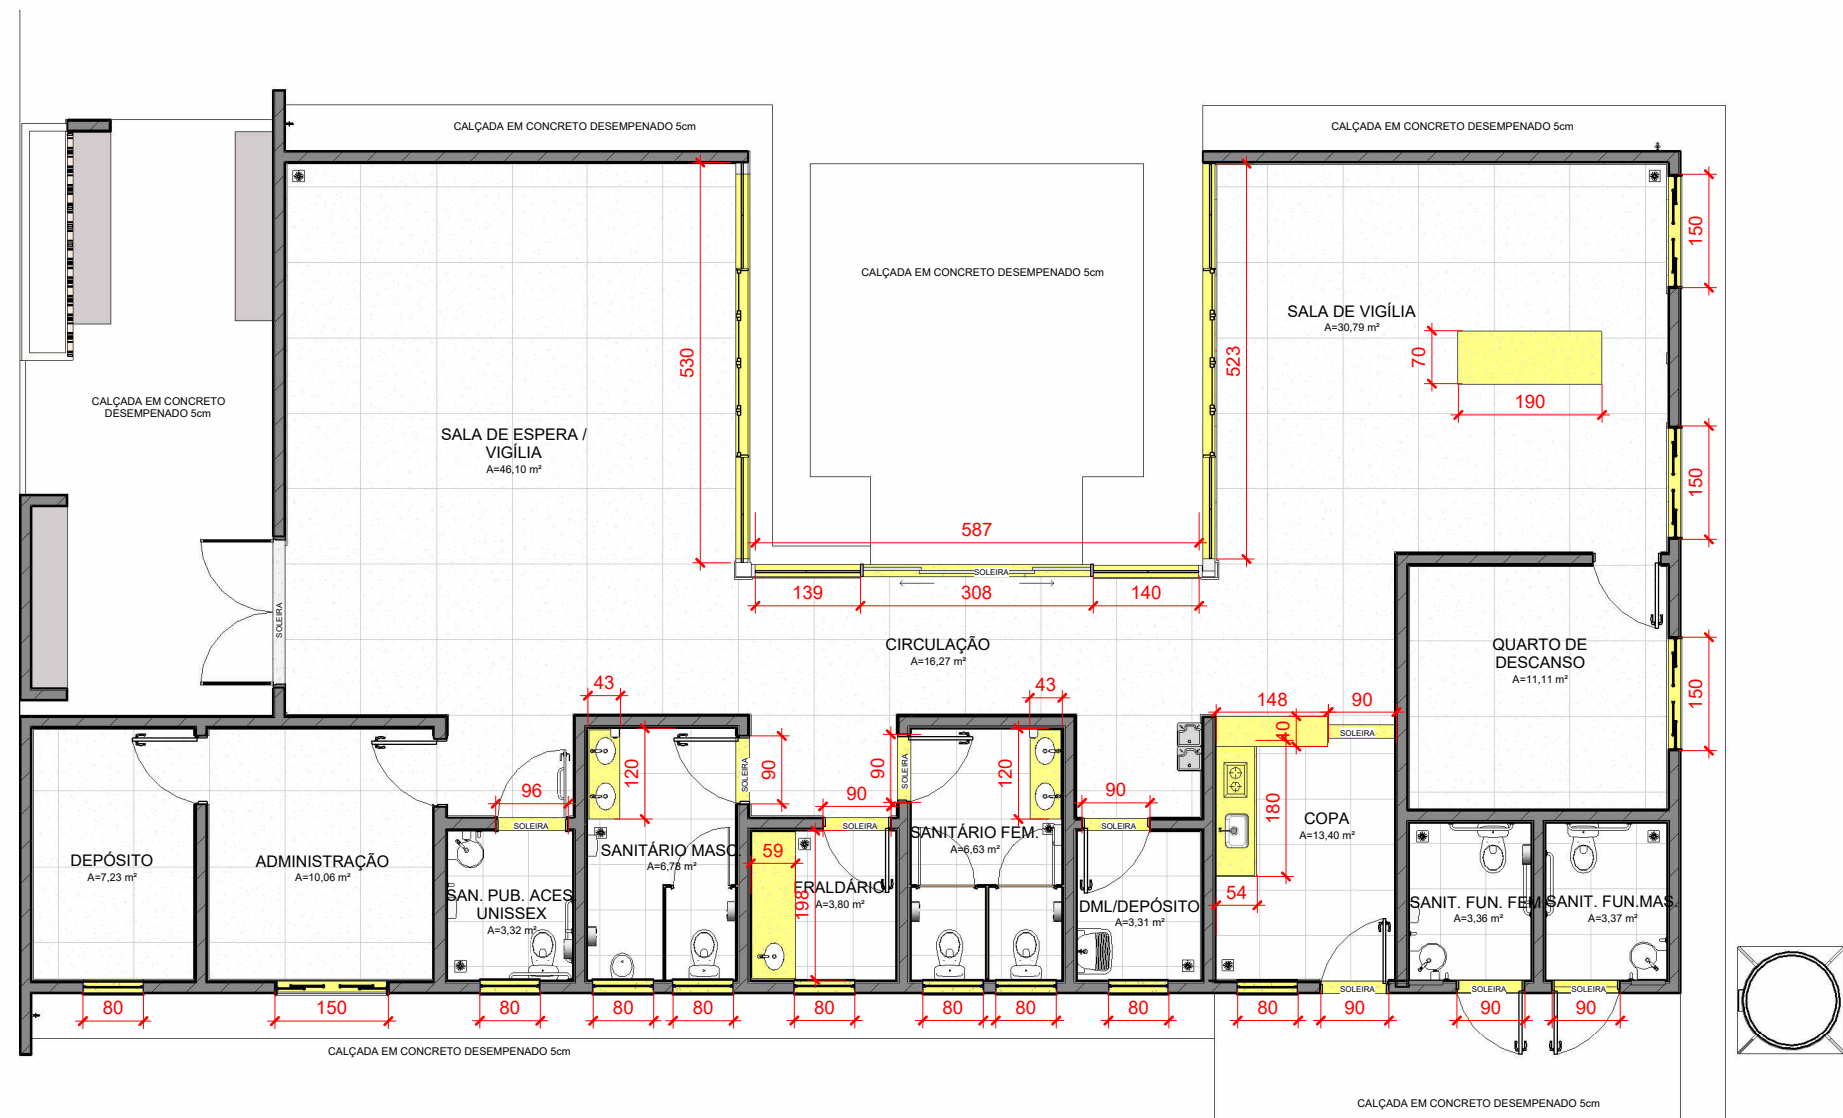 CALÇADA EM CONCRETO DESEMPENADO 5cm
CALÇADA EM CONCRETO DESEMPENADO 5cm
CALÇADA EM CONCRETO DESEMPENADO 5cm
150
530
523
SALA DE VIGÍLIA
A=30,79 m²
70
190
CALÇADA EM CONCRETO
DESEMPENADO 5cm
SALA DE ESPERA /
VIGÍLIA
A=46,10 m²
150
587
SOLEIRA
139
308
140
SOLEIRA
CIRCULAÇÃO
A=16,27 m²
QUARTO DE
DESCANSO
A=11,11 m²
150
43
43
148
90
40
SOLEIRA
120
SOLEIRA
90
90
SOLEIRA
120
96
90
90
180
SOLEIRA
SOLEIRA
SOLEIRA
COPA
A=13,40 m²
DEPÓSITO
A=7,23 m²
ADMINISTRAÇÃO
A=10,06 m²
SAN. PUB. ACES
UNISSEX
A=3,32 m²
SANITÁRIO MASC.
A=6,78 m²
59
198
FRALDÁRIO
A=3,80 m²
SANITÁRIO FEM.
A=6,63 m²
DML/DEPÓSITO
A=3,31 m²
54
SANIT. FUN. FEM
A=3,36 m²
SANIT. FUN.MAS.
A=3,37 m²
SOLEIRA
SOLEIRA
SOLEIRA
80
150
80
80
80
80
80
80
80
80
90
90
90
CALÇADA EM CONCRETO DESEMPENADO 5cm
CALÇADA EM CONCRETO DESEMPENADO 5cm